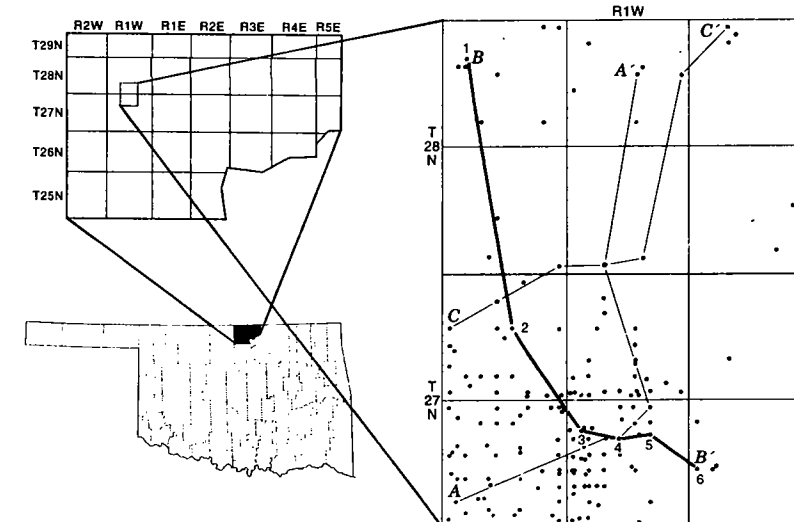 R2W R1W R1E R2E R3E R4E R5E
T29N
T28N
T27N
T26N
T25N
R1W
T
28
N
T
27
N
1
B
A´
C´
C
2
3
4
5
B´
6
A